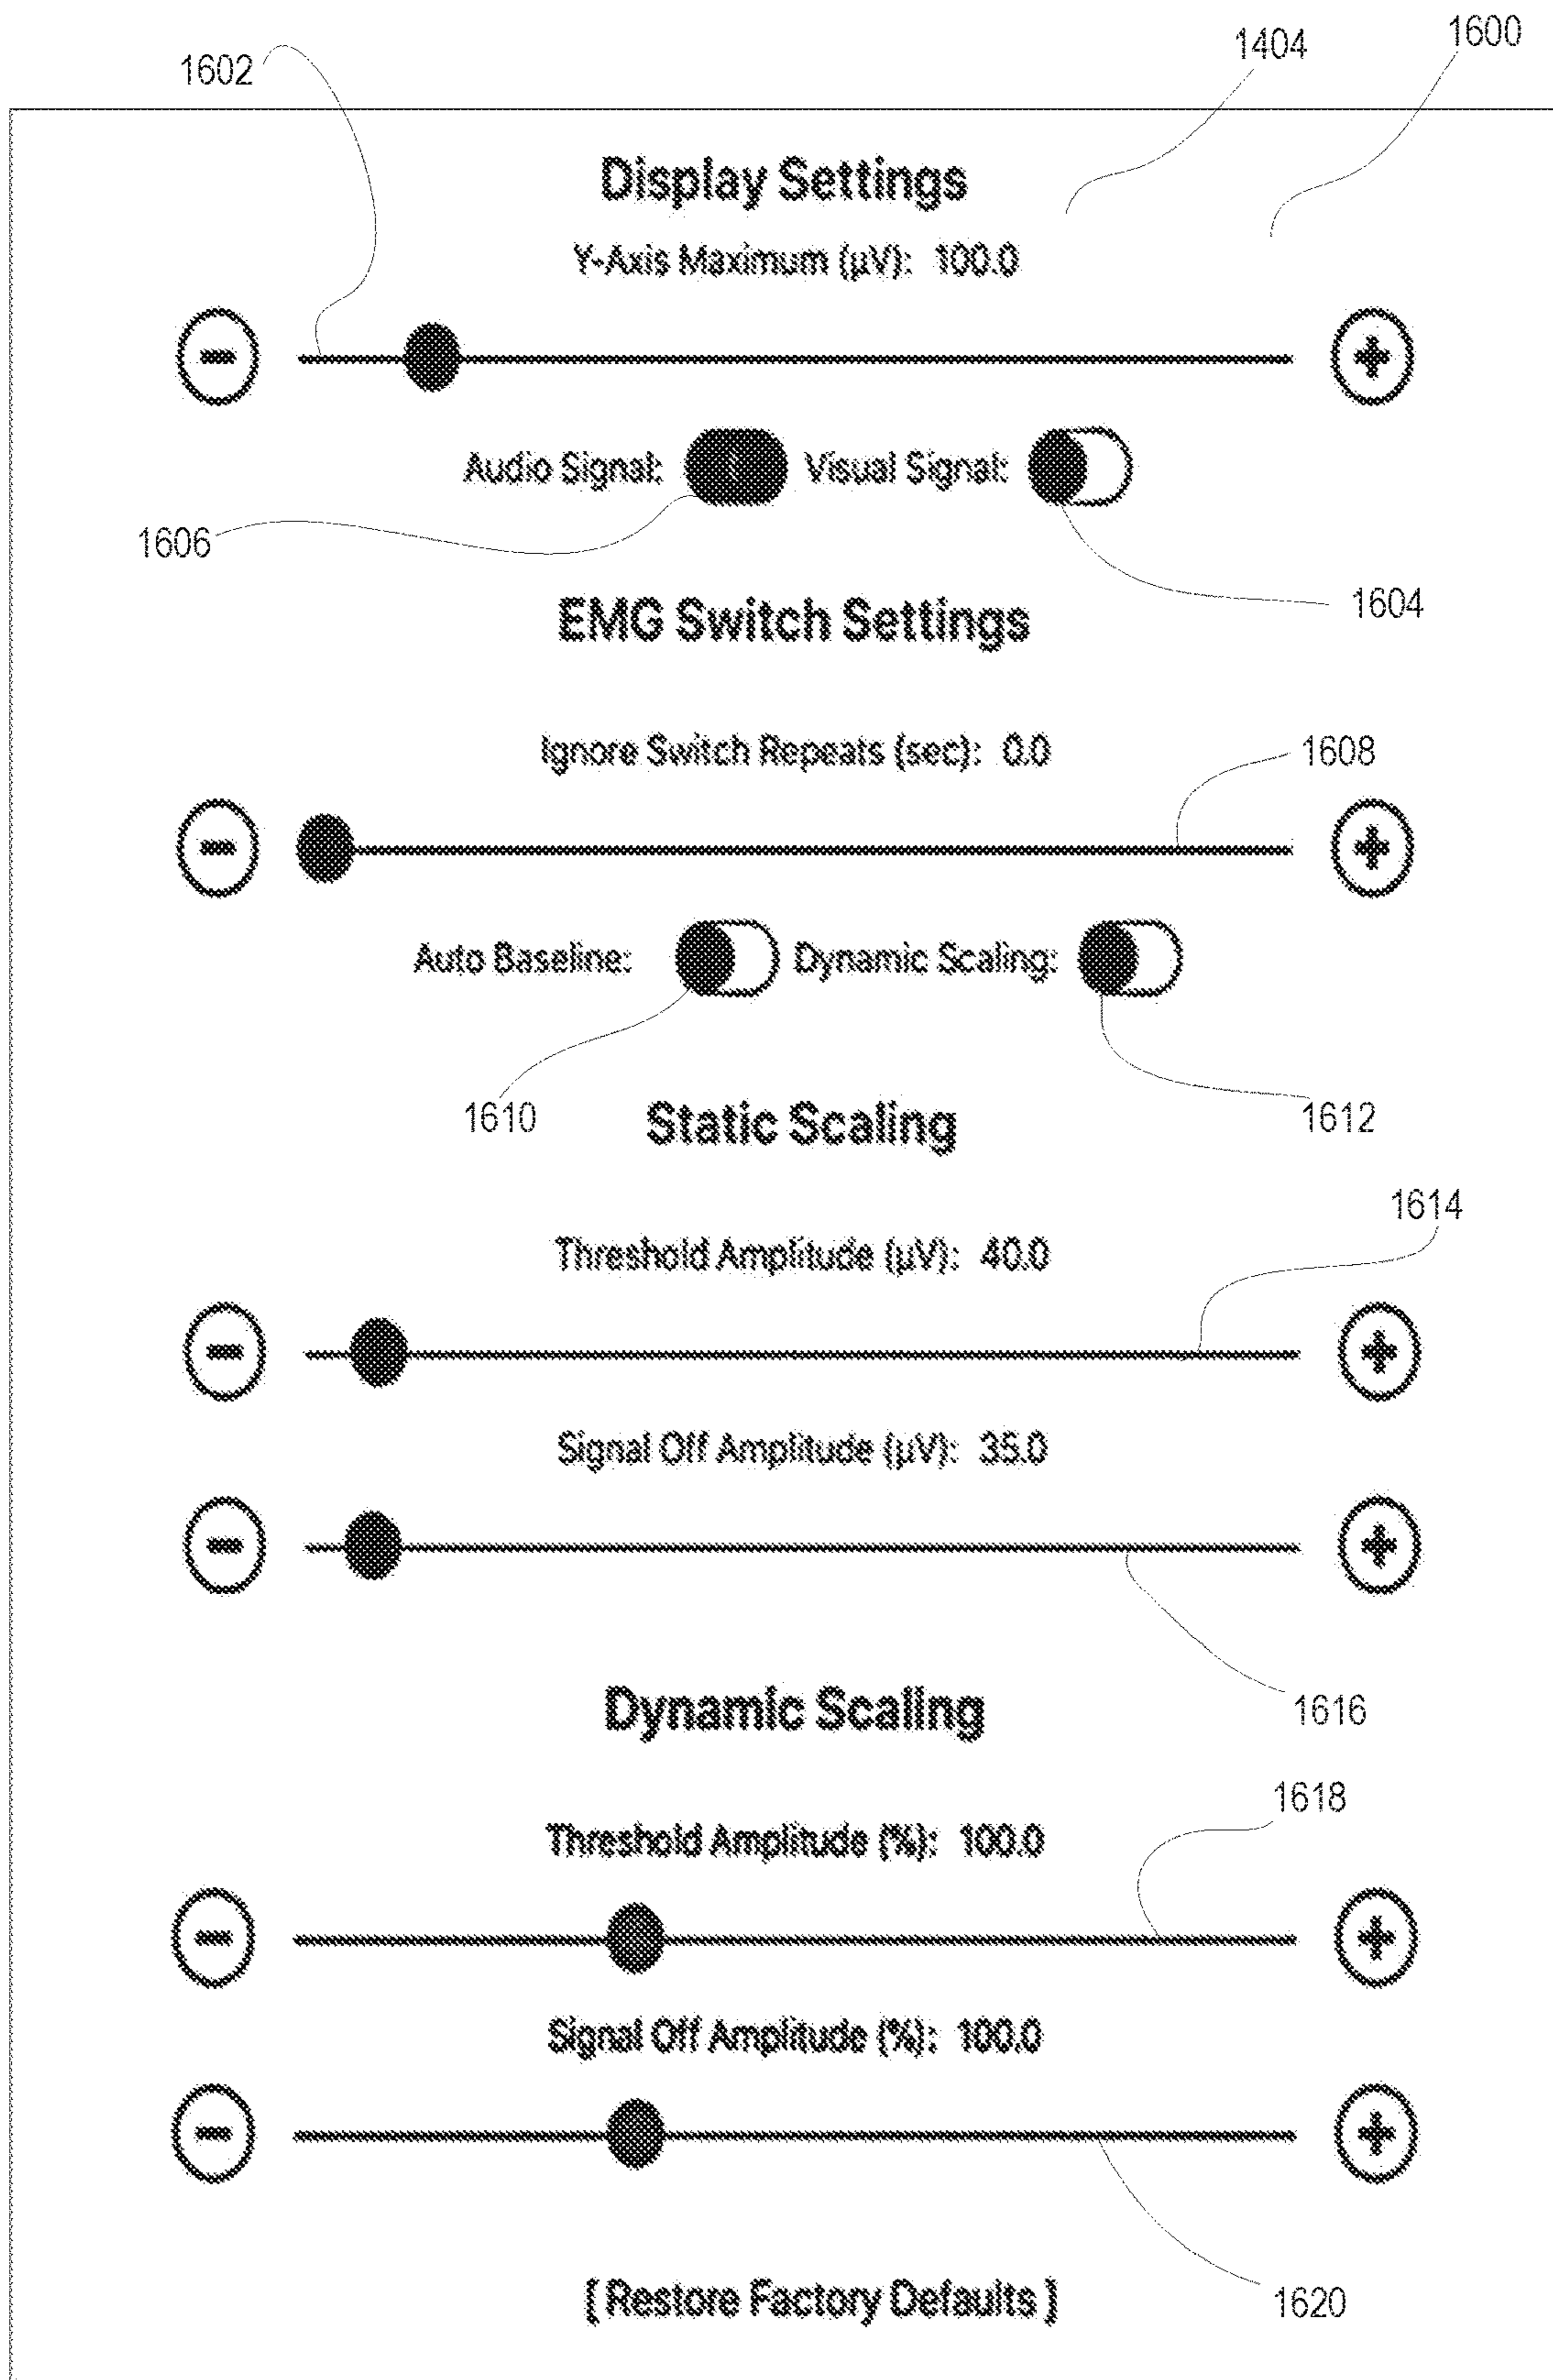 1600
1404
1602
Display Settings
Y-Axis Maximum (µV): 100.0
Audio Signal: Visual Signal:
1606
1604
EMG Switch Settings
Ignore Switch Repeats (sec): 0.0
1608
Auto Baseline: Dynamic Scaling:
1610
1612
Static Scaling
1614
Threshold Amplitude (µV): 40.0
Signal Off Amplitude (µV): 35.0
1616
Dynamic Scaling
1618
Threshold Amplitude (%): 100.0
Signal Off Amplitude (%): 100.0
[ Restore Factory Defaults ]
1620